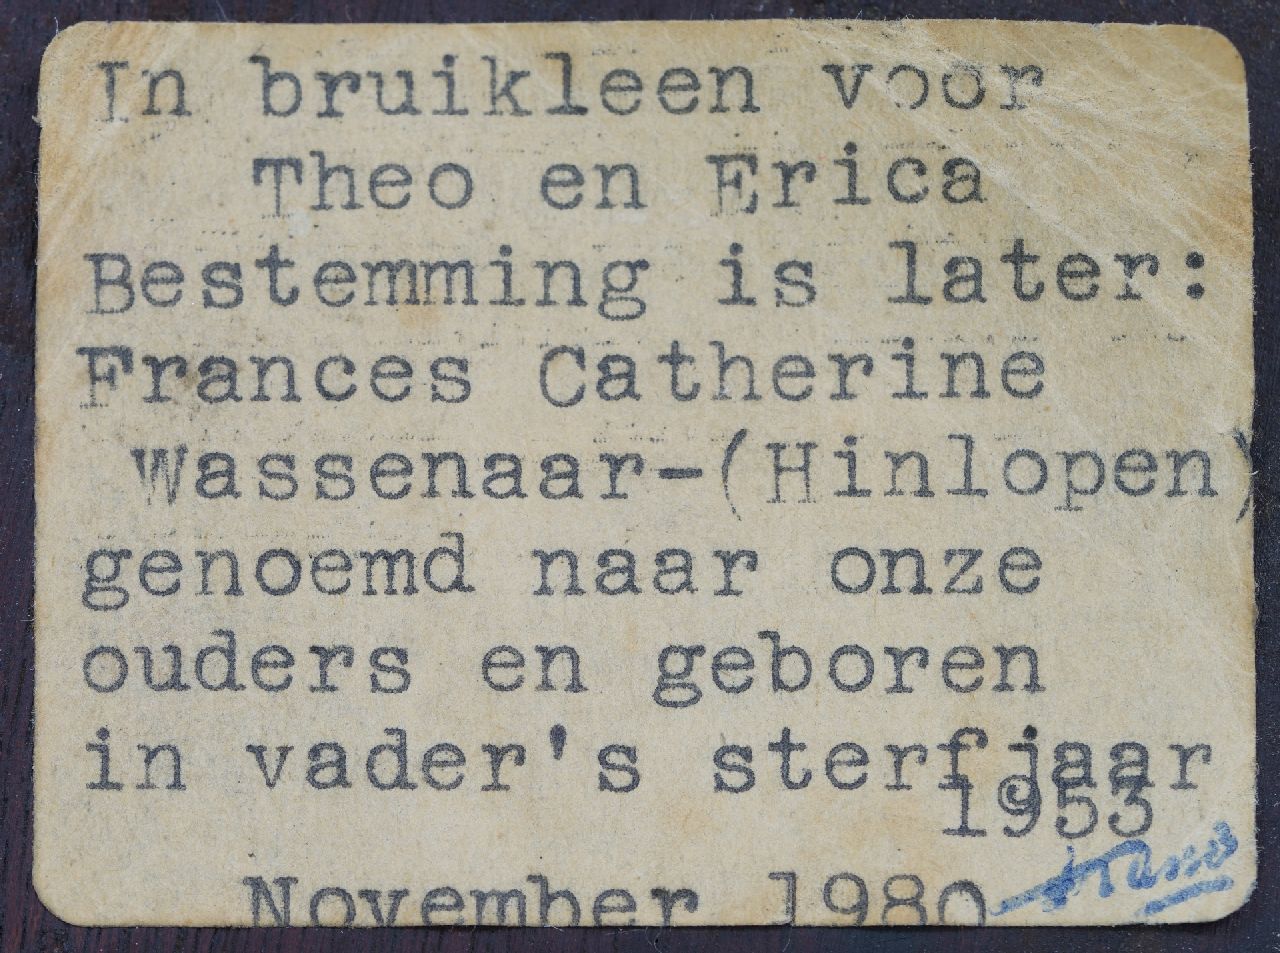 In bruikleen voor
Theo en Erica
Bestemming is later:
Frances Catherine
Wassenaar-(Hinlopen)
genoemd naar onze
ouders en geboren
in vader's sterfjaar
1953
November 1980